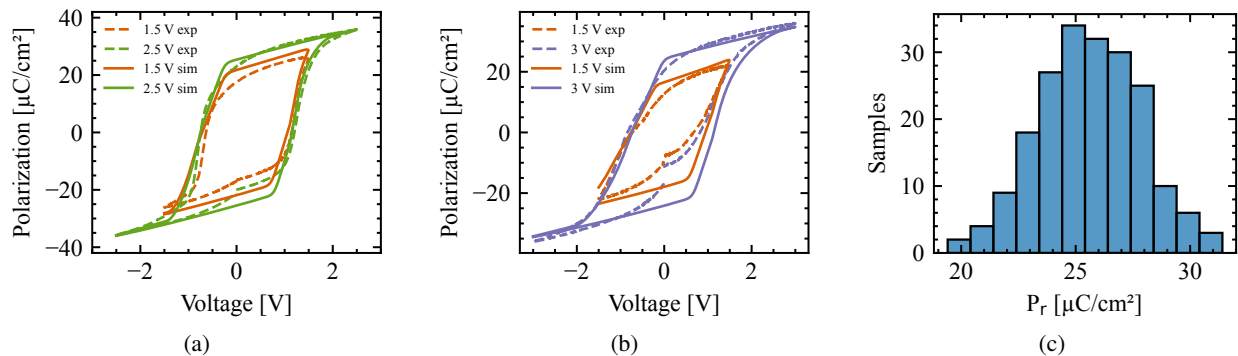 Polarization [µC/cm²]
40
20
0
−20
−40
1.5 V exp
2.5 V exp
1.5 V sim
2.5 V sim
−2 0 2
Voltage [V]
(a)
Polarization [µC/cm²]
20
0
−20
1.5 V exp
3 V exp
1.5 V sim
3 V sim
−2 0 2
Voltage [V]
(b)
Samples
30
20
10
0
20 25 30
Pr [µC/cm²]
(c)